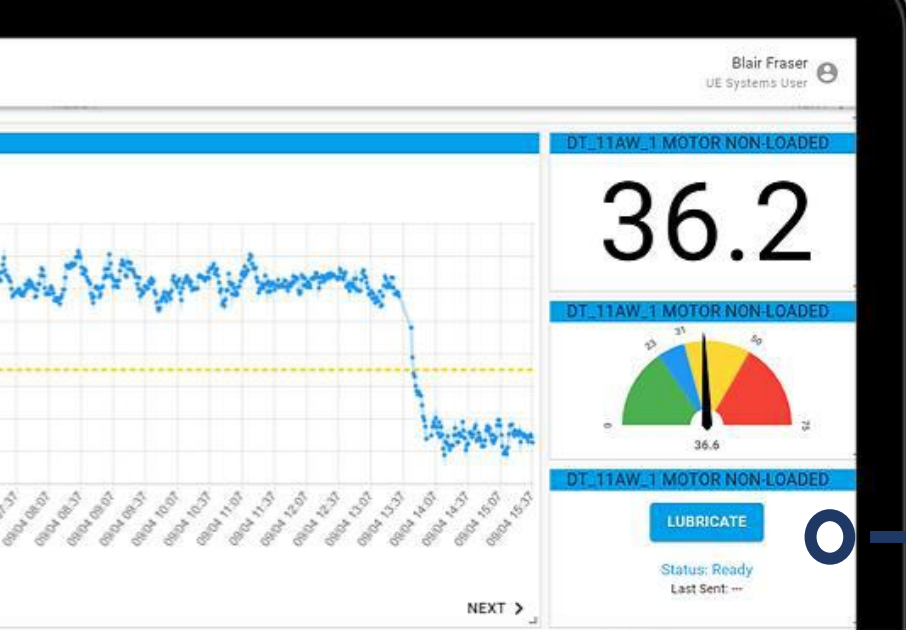 Blair Fraser
UE Systems User
DT_11AW_1 MOTOR NON-LOADED
36.2
DT_11AW_1 MOTOR NON-LOADED
0
23
31
50
75
36.6
DT_11AW_1 MOTOR NON-LOADED
LUBRICATE
Status: Ready
Last Sent: ---
09/04 08:07
09/04 08:37
09/04 09:07
09/04 09:37
09/04 10:07
09/04 10:37
09/04 11:07
09/04 11:37
09/04 12:07
09/04 12:37
09/04 13:07
09/04 13:37
09/04 14:07
09/04 14:37
09/04 15:07
09/04 15:37
NEXT >